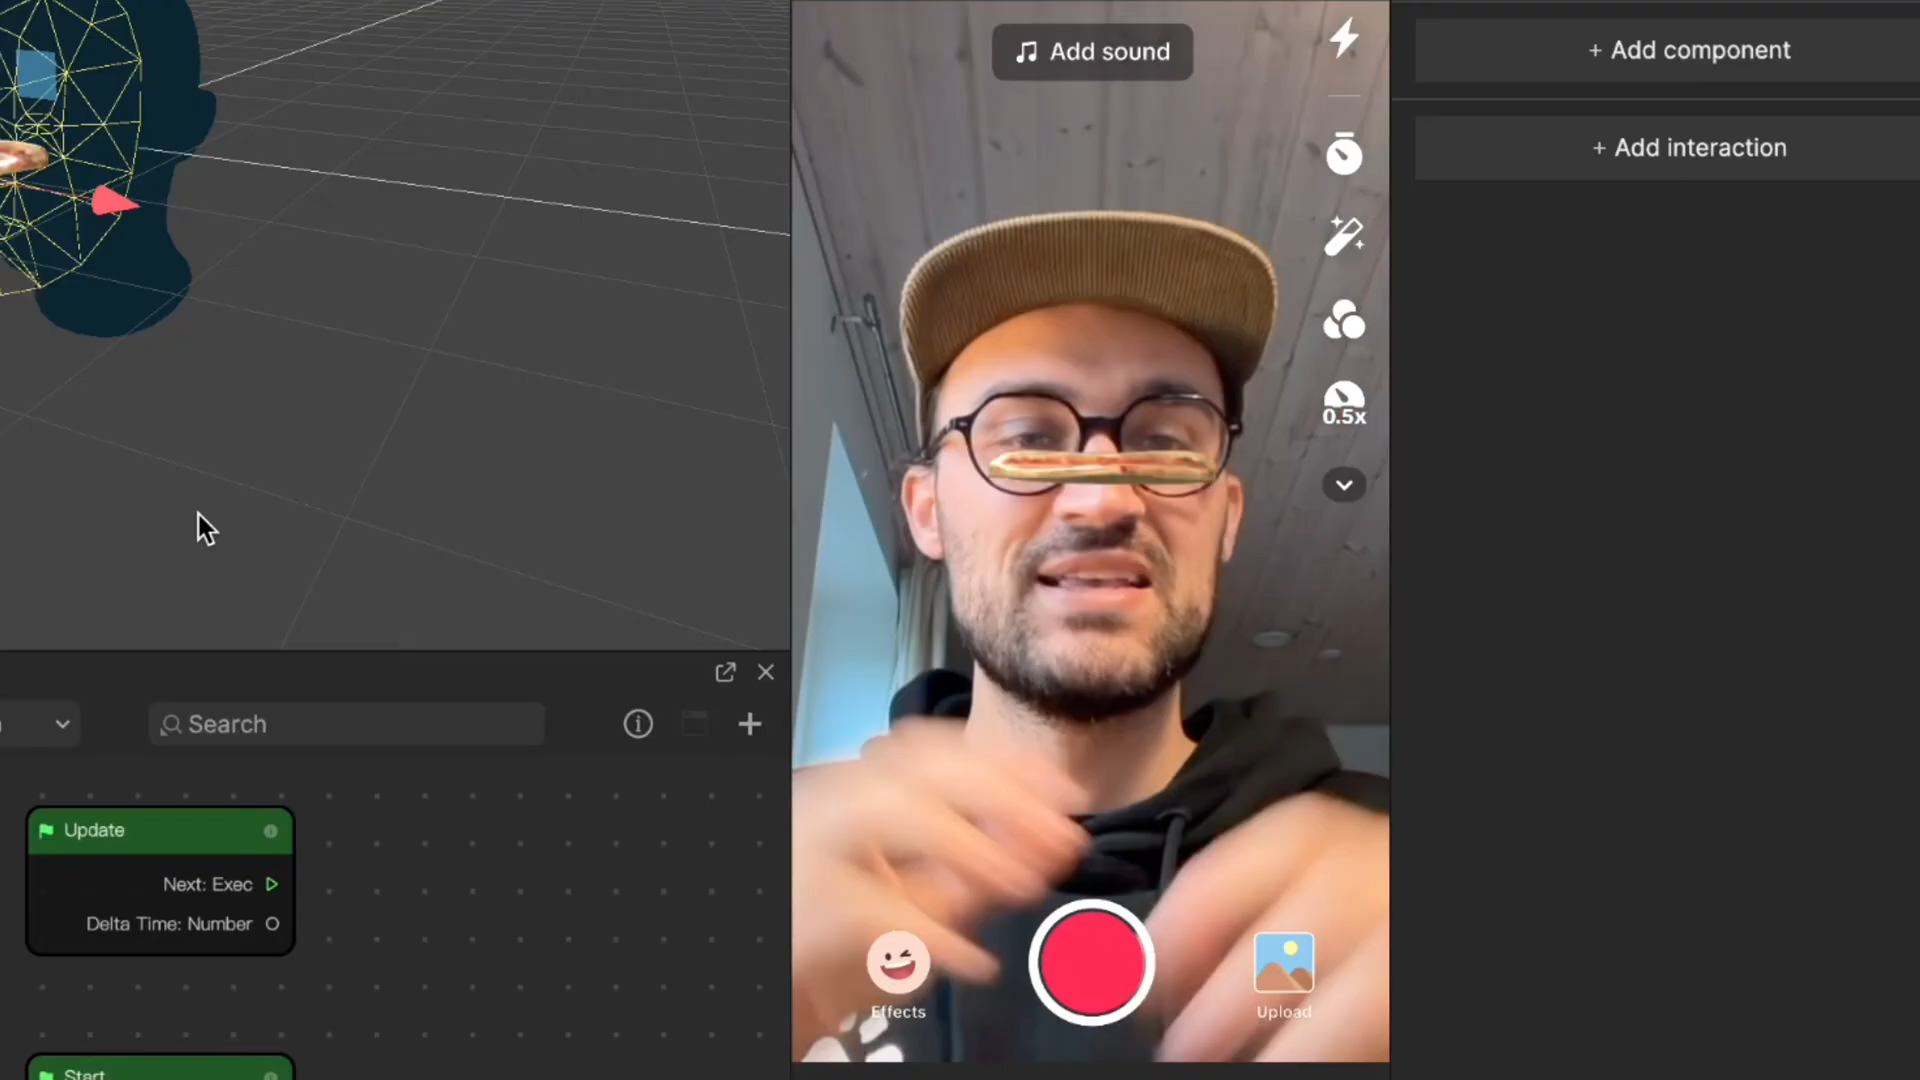 Add sound
+ Add component
+ Add interaction
0.5x
Search
Update
Next: Exec
Delta Time: Number
Effects
Upload
Start